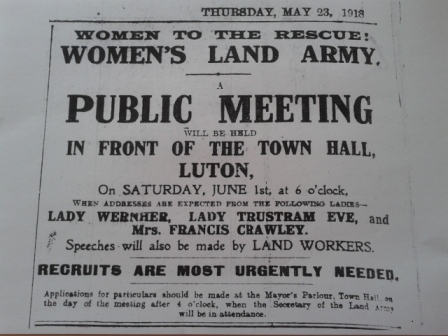 THURSDAY, MAY 23, 1918
WOMEN TO THE RESCUE!
WOMEN'S LAND ARMY.
A
PUBLIC MEETING
WILL BE HELD
IN FRONT OF THE TOWN HALL,
LUTON,
On SATURDAY, JUNE 1st, at 6 o'clock,
WHEN ADDRESSES ARE EXPECTED FROM THE FOLLOWING LADIES—
LADY WERNHER, LADY TRUSTRAM EVE, and
Mrs. FRANCIS CRAWLEY.
Speeches will also be made by LAND WORKERS.
RECRUITS ARE MOST URGENTLY NEEDED.
Applications for particulars should be made at the Mayor's Parlour, Town Hall, on
the day of the meeting after 4 o'clock, when the Secretary of the Land Army
will be in attendance.